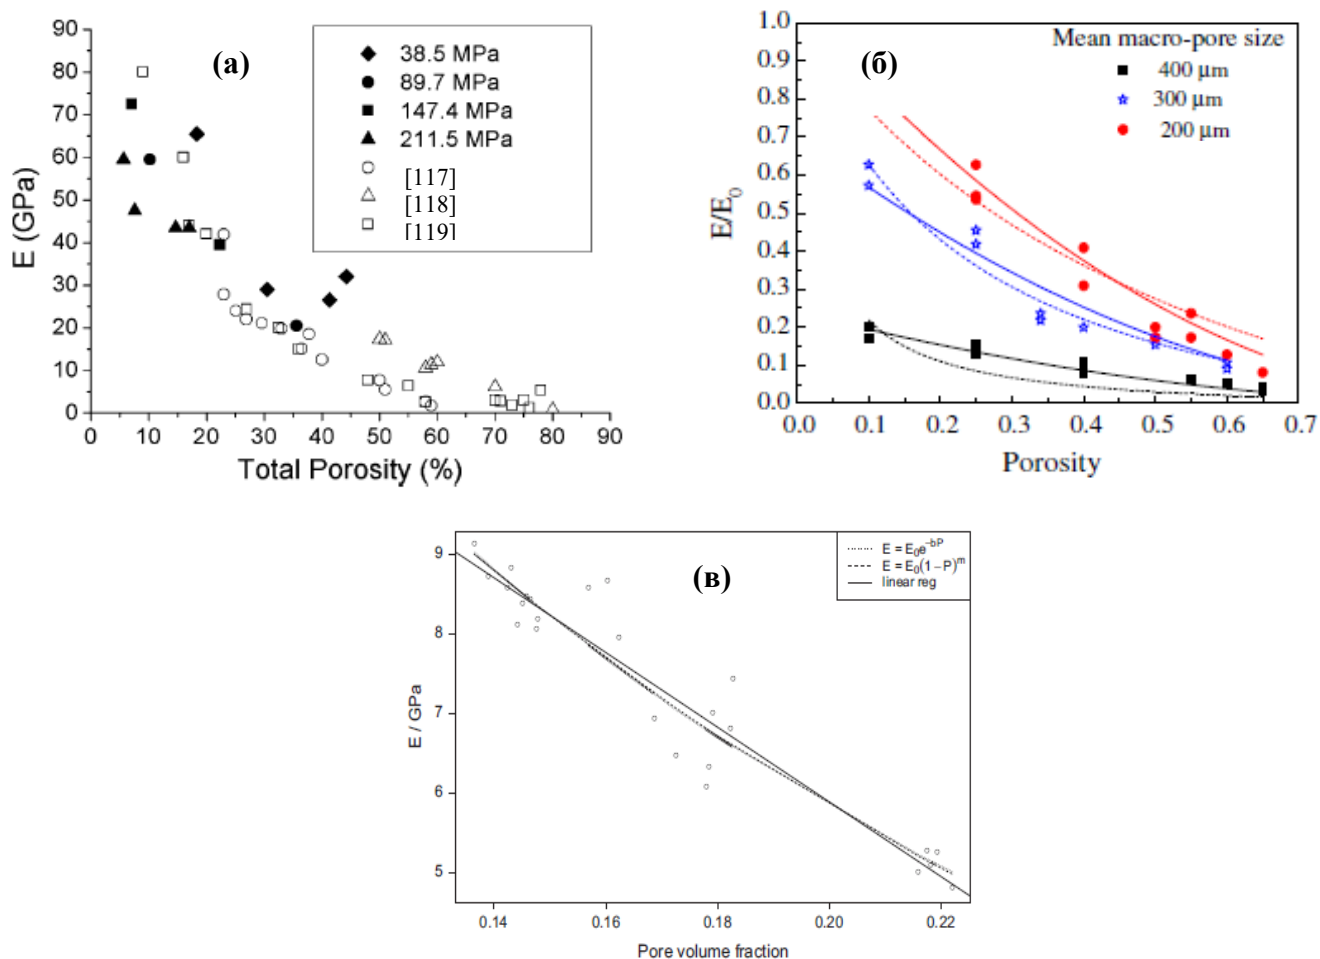 (а)
90
80
70
60
50
40
30
20
10
0
E (GPa)
38.5 MPa
89.7 MPa
147.4 MPa
211.5 MPa
[117]
[118]
[119]
0 10 20 30 40 50 60 70 80 90
Total Porosity (%)
(б)
1.0
0.9
0.8
0.7
0.6
0.5
0.4
0.3
0.2
0.1
0.0
E/E0
Mean macro-pore size
400 µm
300 µm
200 µm
0.0 0.1 0.2 0.3 0.4 0.5 0.6 0.7
Porosity
(в)
9
8
7
6
5
E / GPa
E = E₀e⁻ᵇᴾ
E = E₀(1 − P)ᵐ
linear reg
0.14 0.16 0.18 0.20 0.22
Pore volume fraction